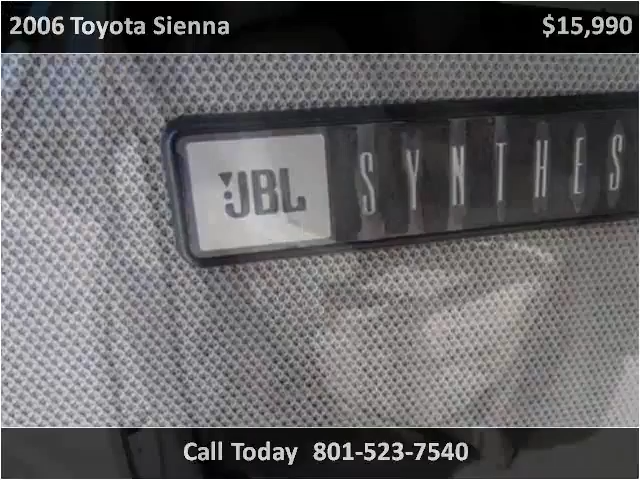 2006 Toyota Sienna $15,990
JBL SYNTHES
Call Today 801-523-7540